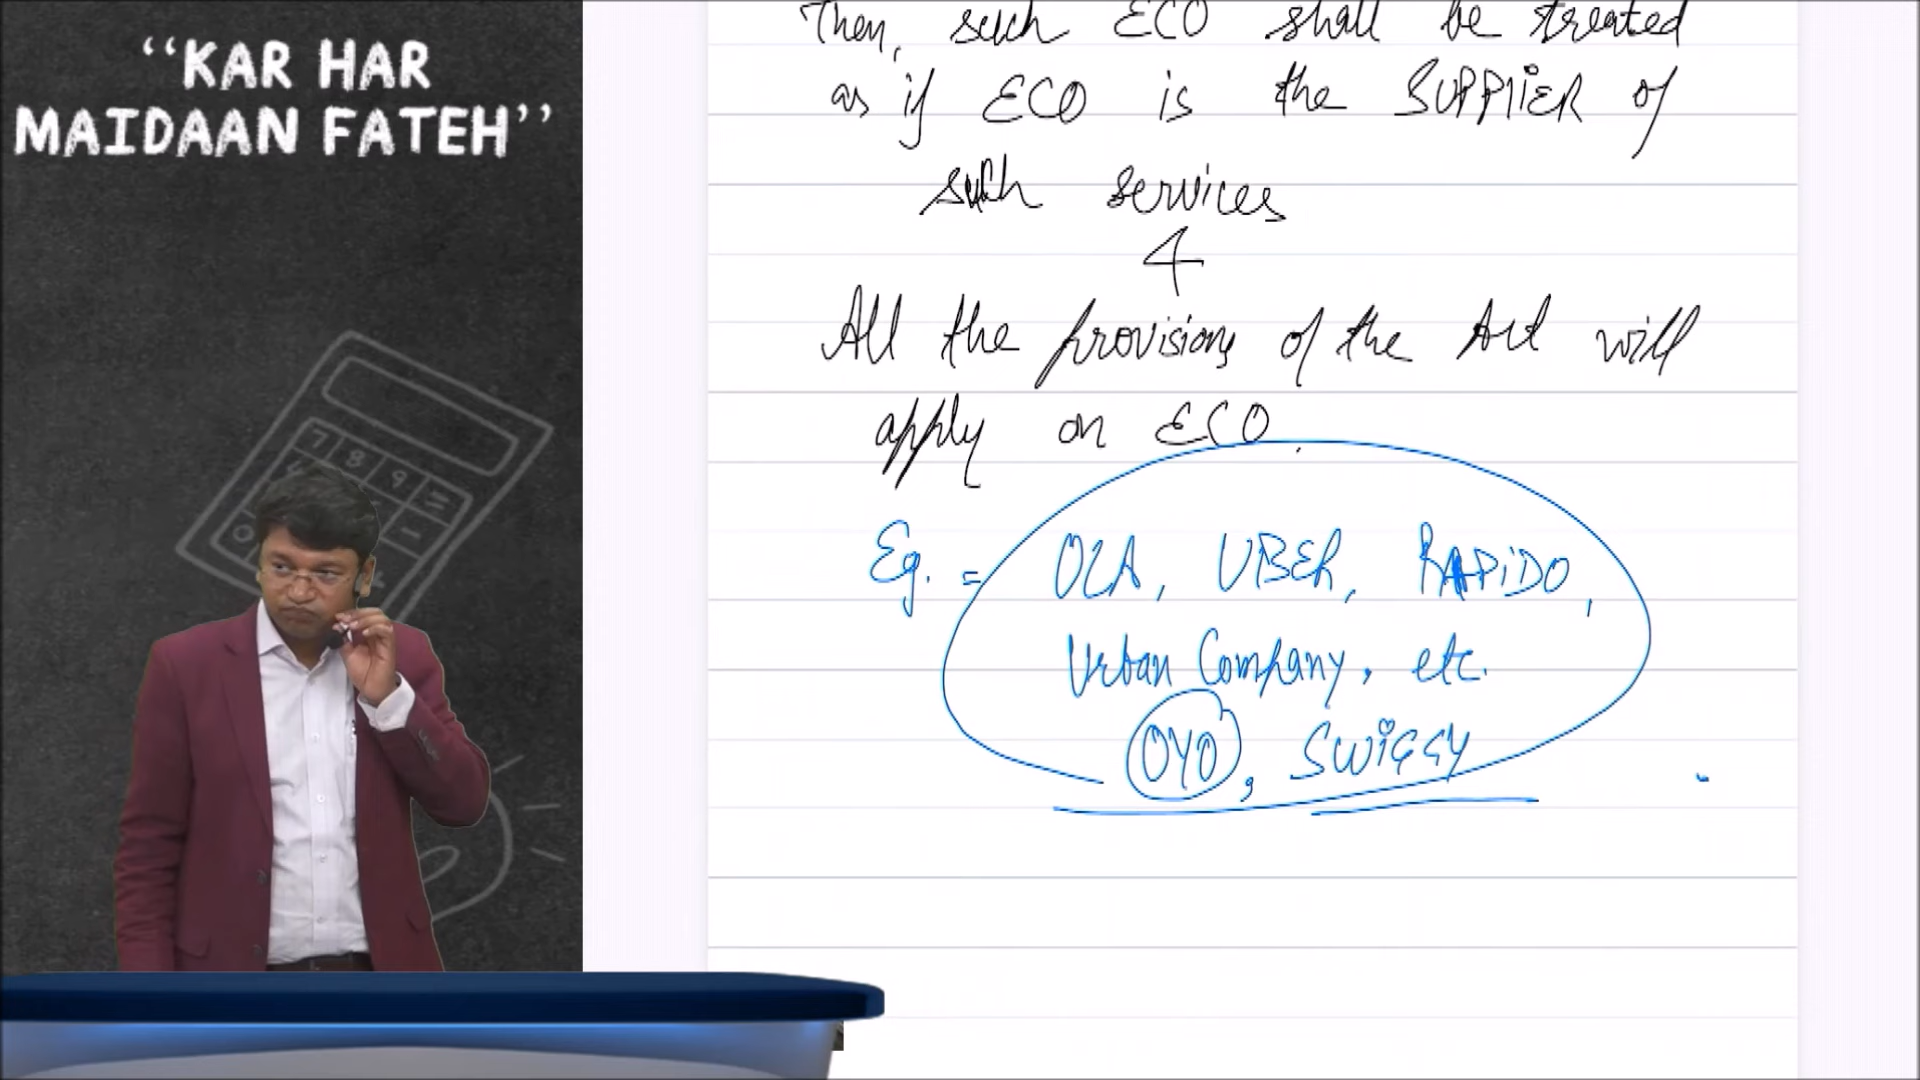 “KAR HAR
MAIDAAN FATEH”
Then, such ECO shall be treated
as if ECO is the SUPPliER of
such services
&
All the provisions of the Act will
apply on ECO.
Eg. = OLA, UBER, RAPiDO,
Urban Company, etc.
OYO, SWiGGY